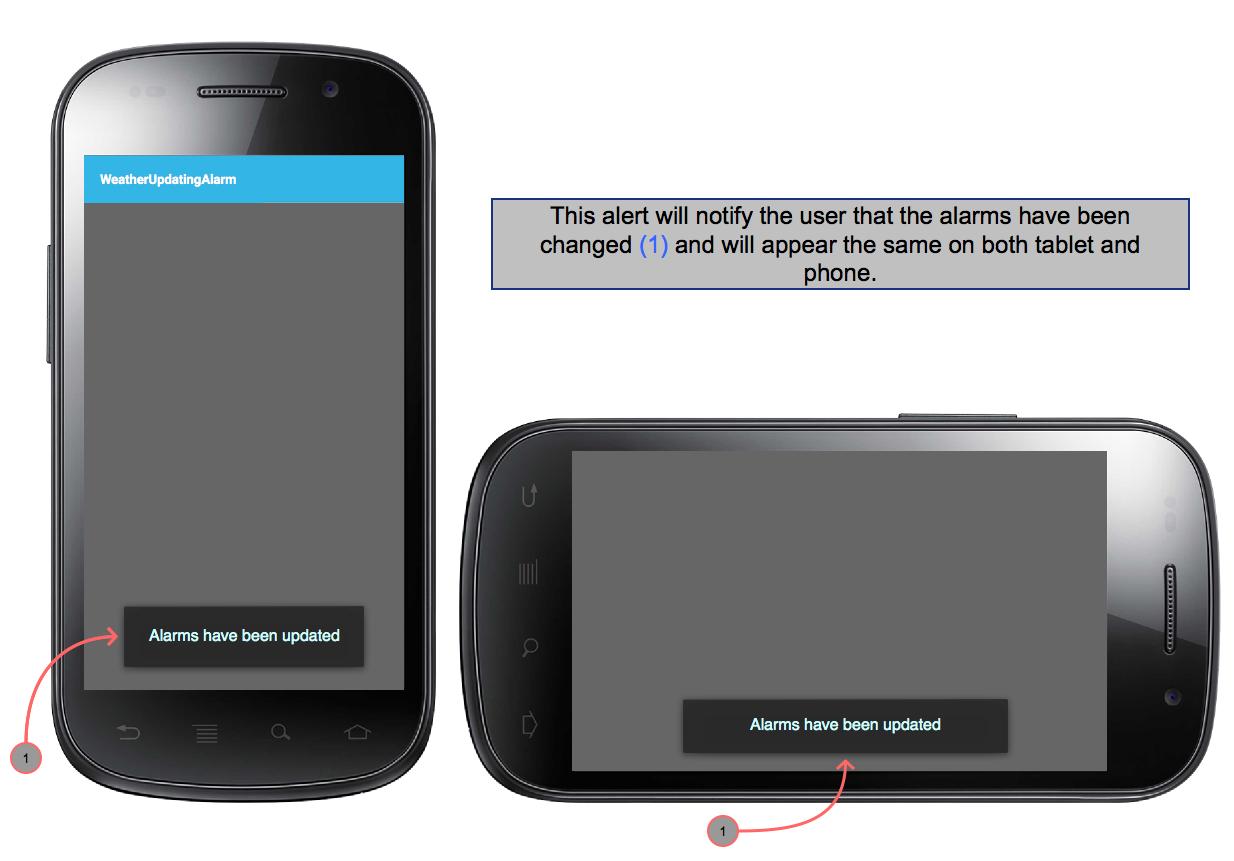 WeatherUpdatingAlarm
This alert will notify the user that the alarms have been
changed (1) and will appear the same on both tablet and
phone.
Alarms have been updated
1
Alarms have been updated
1